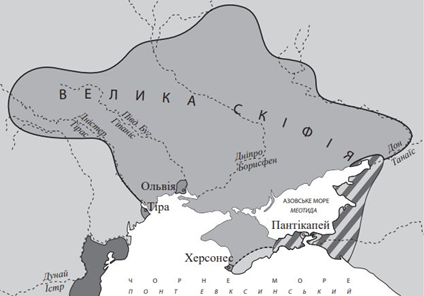 ВЕЛИКА СКІФІЯ
Дністер
Тірас
Півд. Буг
Гіпаніс
Дніпро
Борисфен
Дон
Танаїс
Ольвія
Тіра
АЗОВСЬКЕ МОРЕ
МЕОТИДА
Пантікапей
Херсонес
Дунай
Істр
ЧОРНЕ МОРЕ
ПОНТ ЕВКСИНСЬКИЙ